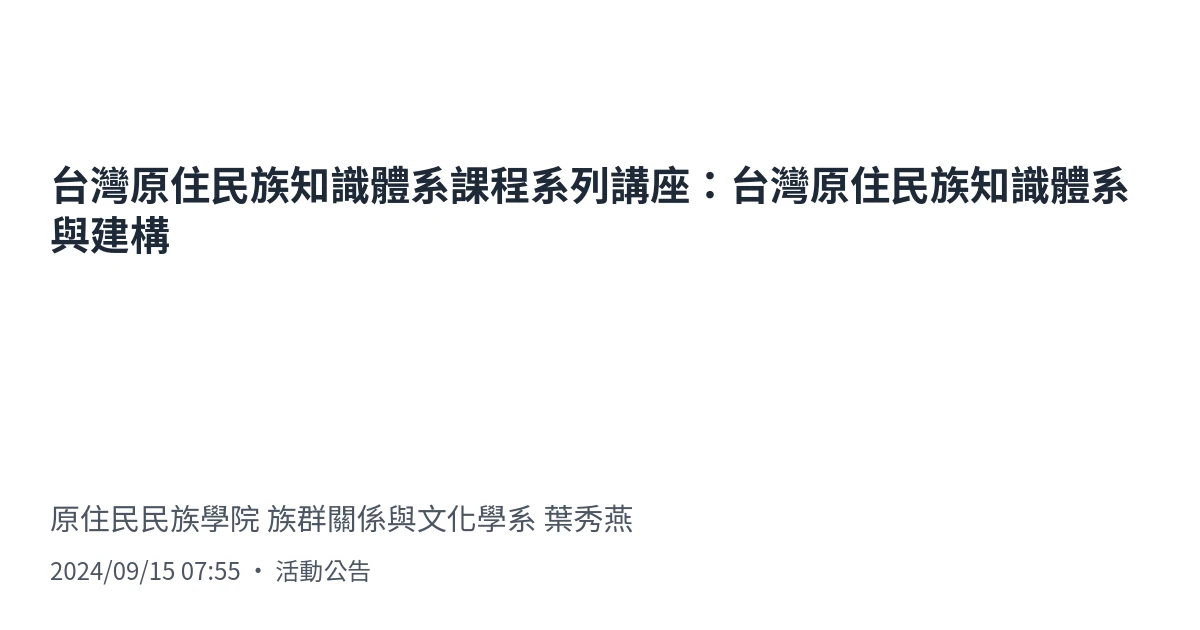 台灣原住民族知識體系課程系列講座：台灣原住民族知識體系
與建構
原住民民族學院 族群關係與文化學系 葉秀燕
2024/09/15 07:55 ・ 活動公告